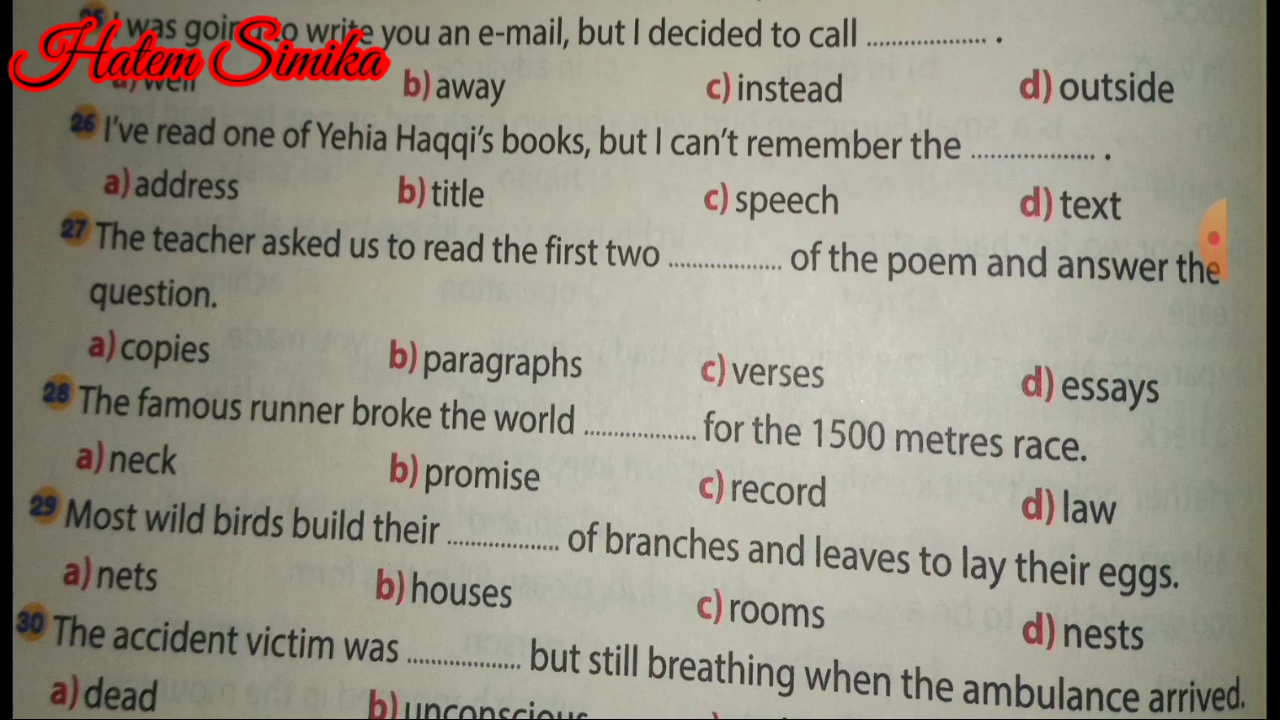 25 I was going to write you an e-mail, but I decided to call .................. .
Hatem Simika
a) well b) away c) instead d) outside
26 I've read one of Yehia Haqqi's books, but I can't remember the .................. .
a) address b) title c) speech d) text
27 The teacher asked us to read the first two .................. of the poem and answer the
question.
a) copies b) paragraphs c) verses d) essays
28 The famous runner broke the world .................. for the 1500 metres race.
a) neck b) promise c) record d) law
29 Most wild birds build their .................. of branches and leaves to lay their eggs.
a) nets b) houses c) rooms d) nests
30 The accident victim was .................. but still breathing when the ambulance arrived.
a) dead b) unconscious